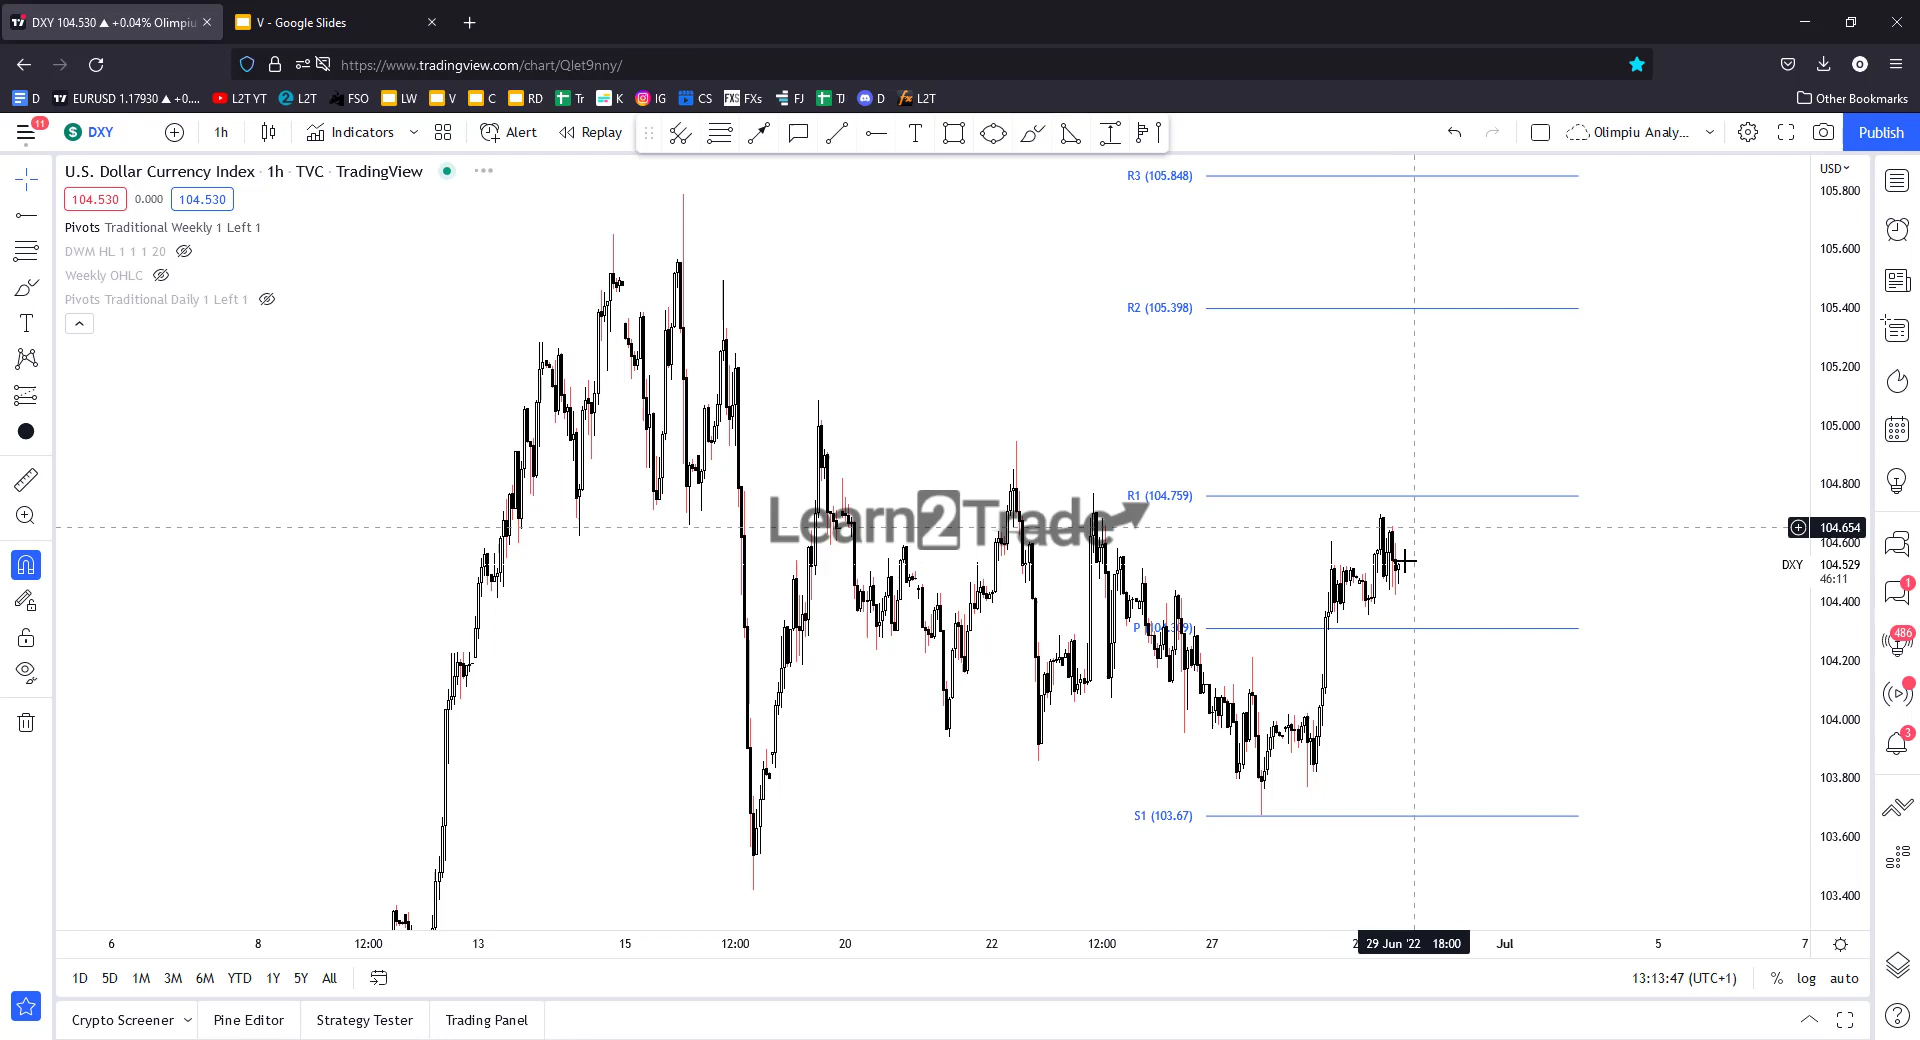 DXY 104.530 ▲ +0.04% Olimpiu
V - Google Slides
https://www.tradingview.com/chart/Qlet9nny/
D
EURUSD 1.17930 ▲ +0....
L2T YT
L2T
FSO
LW
V
C
RD
Tr
K
IG
CS
FXS FXs
FJ
TJ
D
fx L2T
Other Bookmarks
11
DXY
1h
Indicators
Alert
Replay
Olimpiu Analy...
Publish
U.S. Dollar Currency Index · 1h · TVC · TradingView
104.530 0.000 104.530
Pivots Traditional Weekly 1 Left 1
DWM HL 1 1 1 20
Weekly OHLC
Pivots Traditional Daily 1 Left 1
R3 (105.848)
R2 (105.398)
R1 (104.759)
S1 (103.67)
Learn2Trade
USD
105.800
105.600
105.400
105.200
105.000
104.800
104.654
104.600
DXY 104.529
46:11
104.400
104.200
104.000
103.800
103.600
103.400
1
486
3
6 8 12:00 13 15 12:00 20 22 12:00 27 29 Jun '22 18:00 Jul 5 7
1D 5D 1M 3M 6M YTD 1Y 5Y All
13:13:47 (UTC+1) % log auto
Crypto Screener Pine Editor Strategy Tester Trading Panel